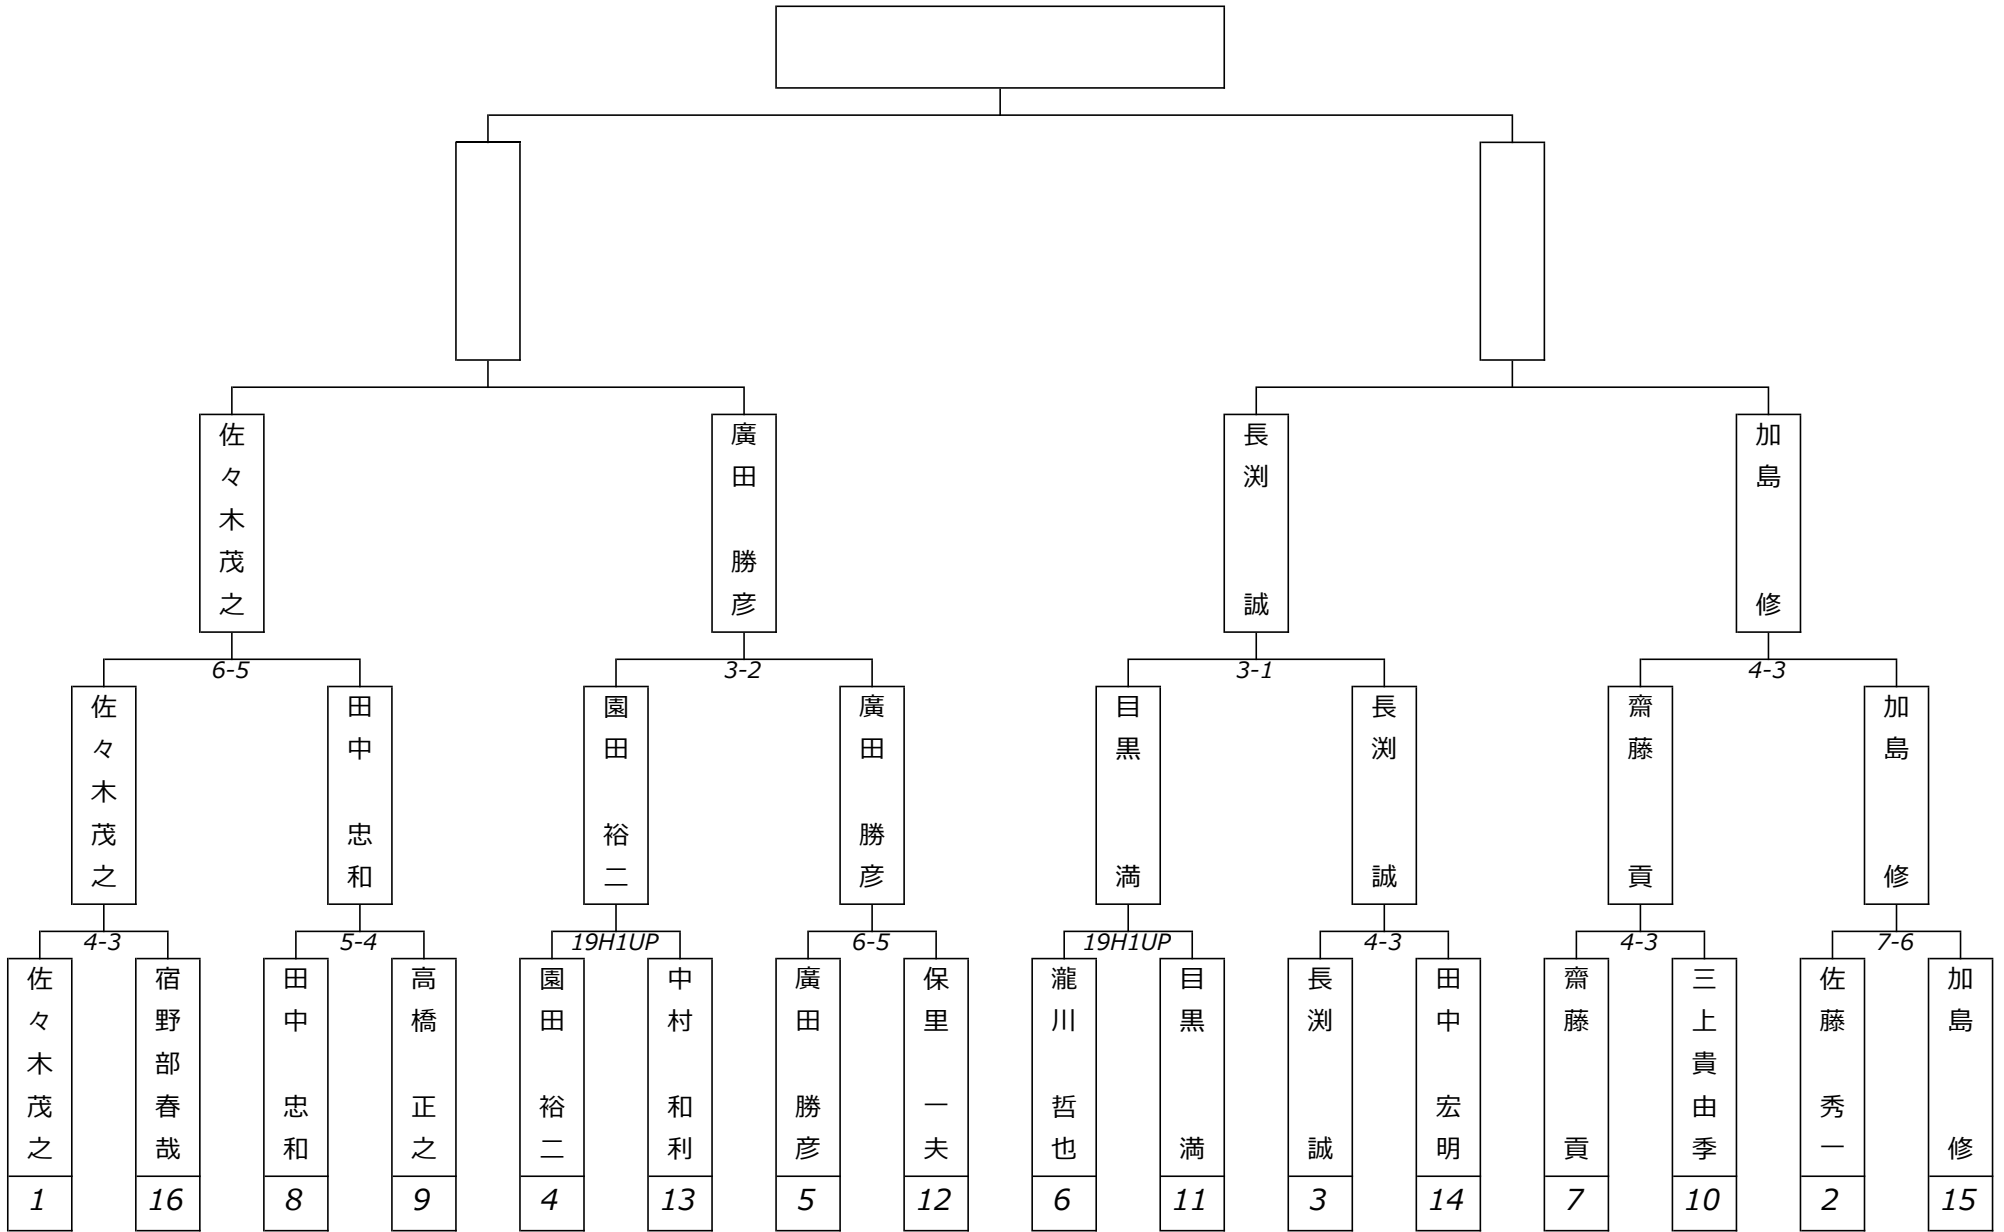 佐々木茂之
廣田 勝彦
長渕 誠
加島 修
6-5
3-2
3-1
4-3
佐々木茂之
田中 忠和
園田 裕二
廣田 勝彦
目黒 満
長渕 誠
齋藤 貢
加島 修
4-3
5-4
19H1UP
6-5
19H1UP
4-3
4-3
7-6
佐々木茂之
宿野部春哉
田中 忠和
高橋 正之
園田 裕二
中村 和利
廣田 勝彦
保里 一夫
瀧川 哲也
目黒 満
長渕 誠
田中 宏明
齋藤 貢
三上貴由季
佐藤 秀一
加島 修
1
16
8
9
4
13
5
12
6
11
3
14
7
10
2
15